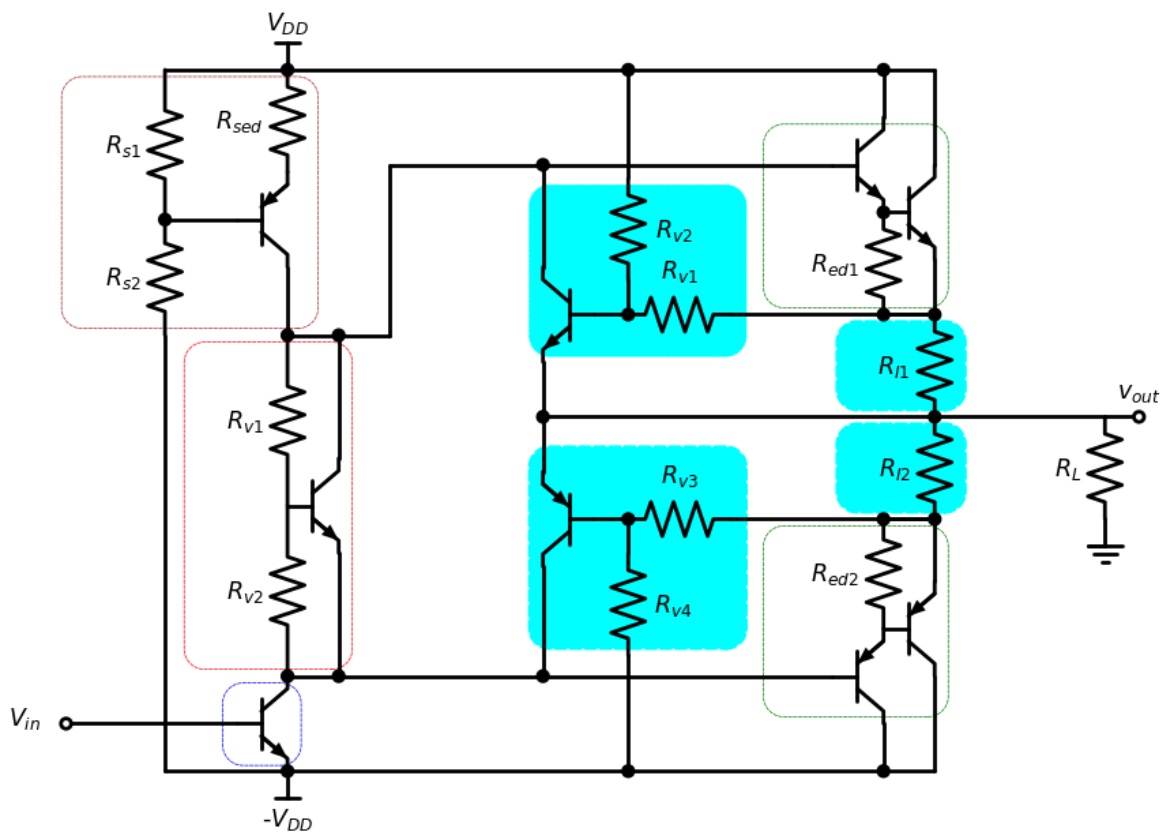 V_DD
R_sed
R_s1
R_s2
R_v2
R_v1
R_ed1
R_l1
v_out
R_v1
R_L
R_l2
R_v3
R_v2
R_v4
R_ed2
V_in
-V_DD